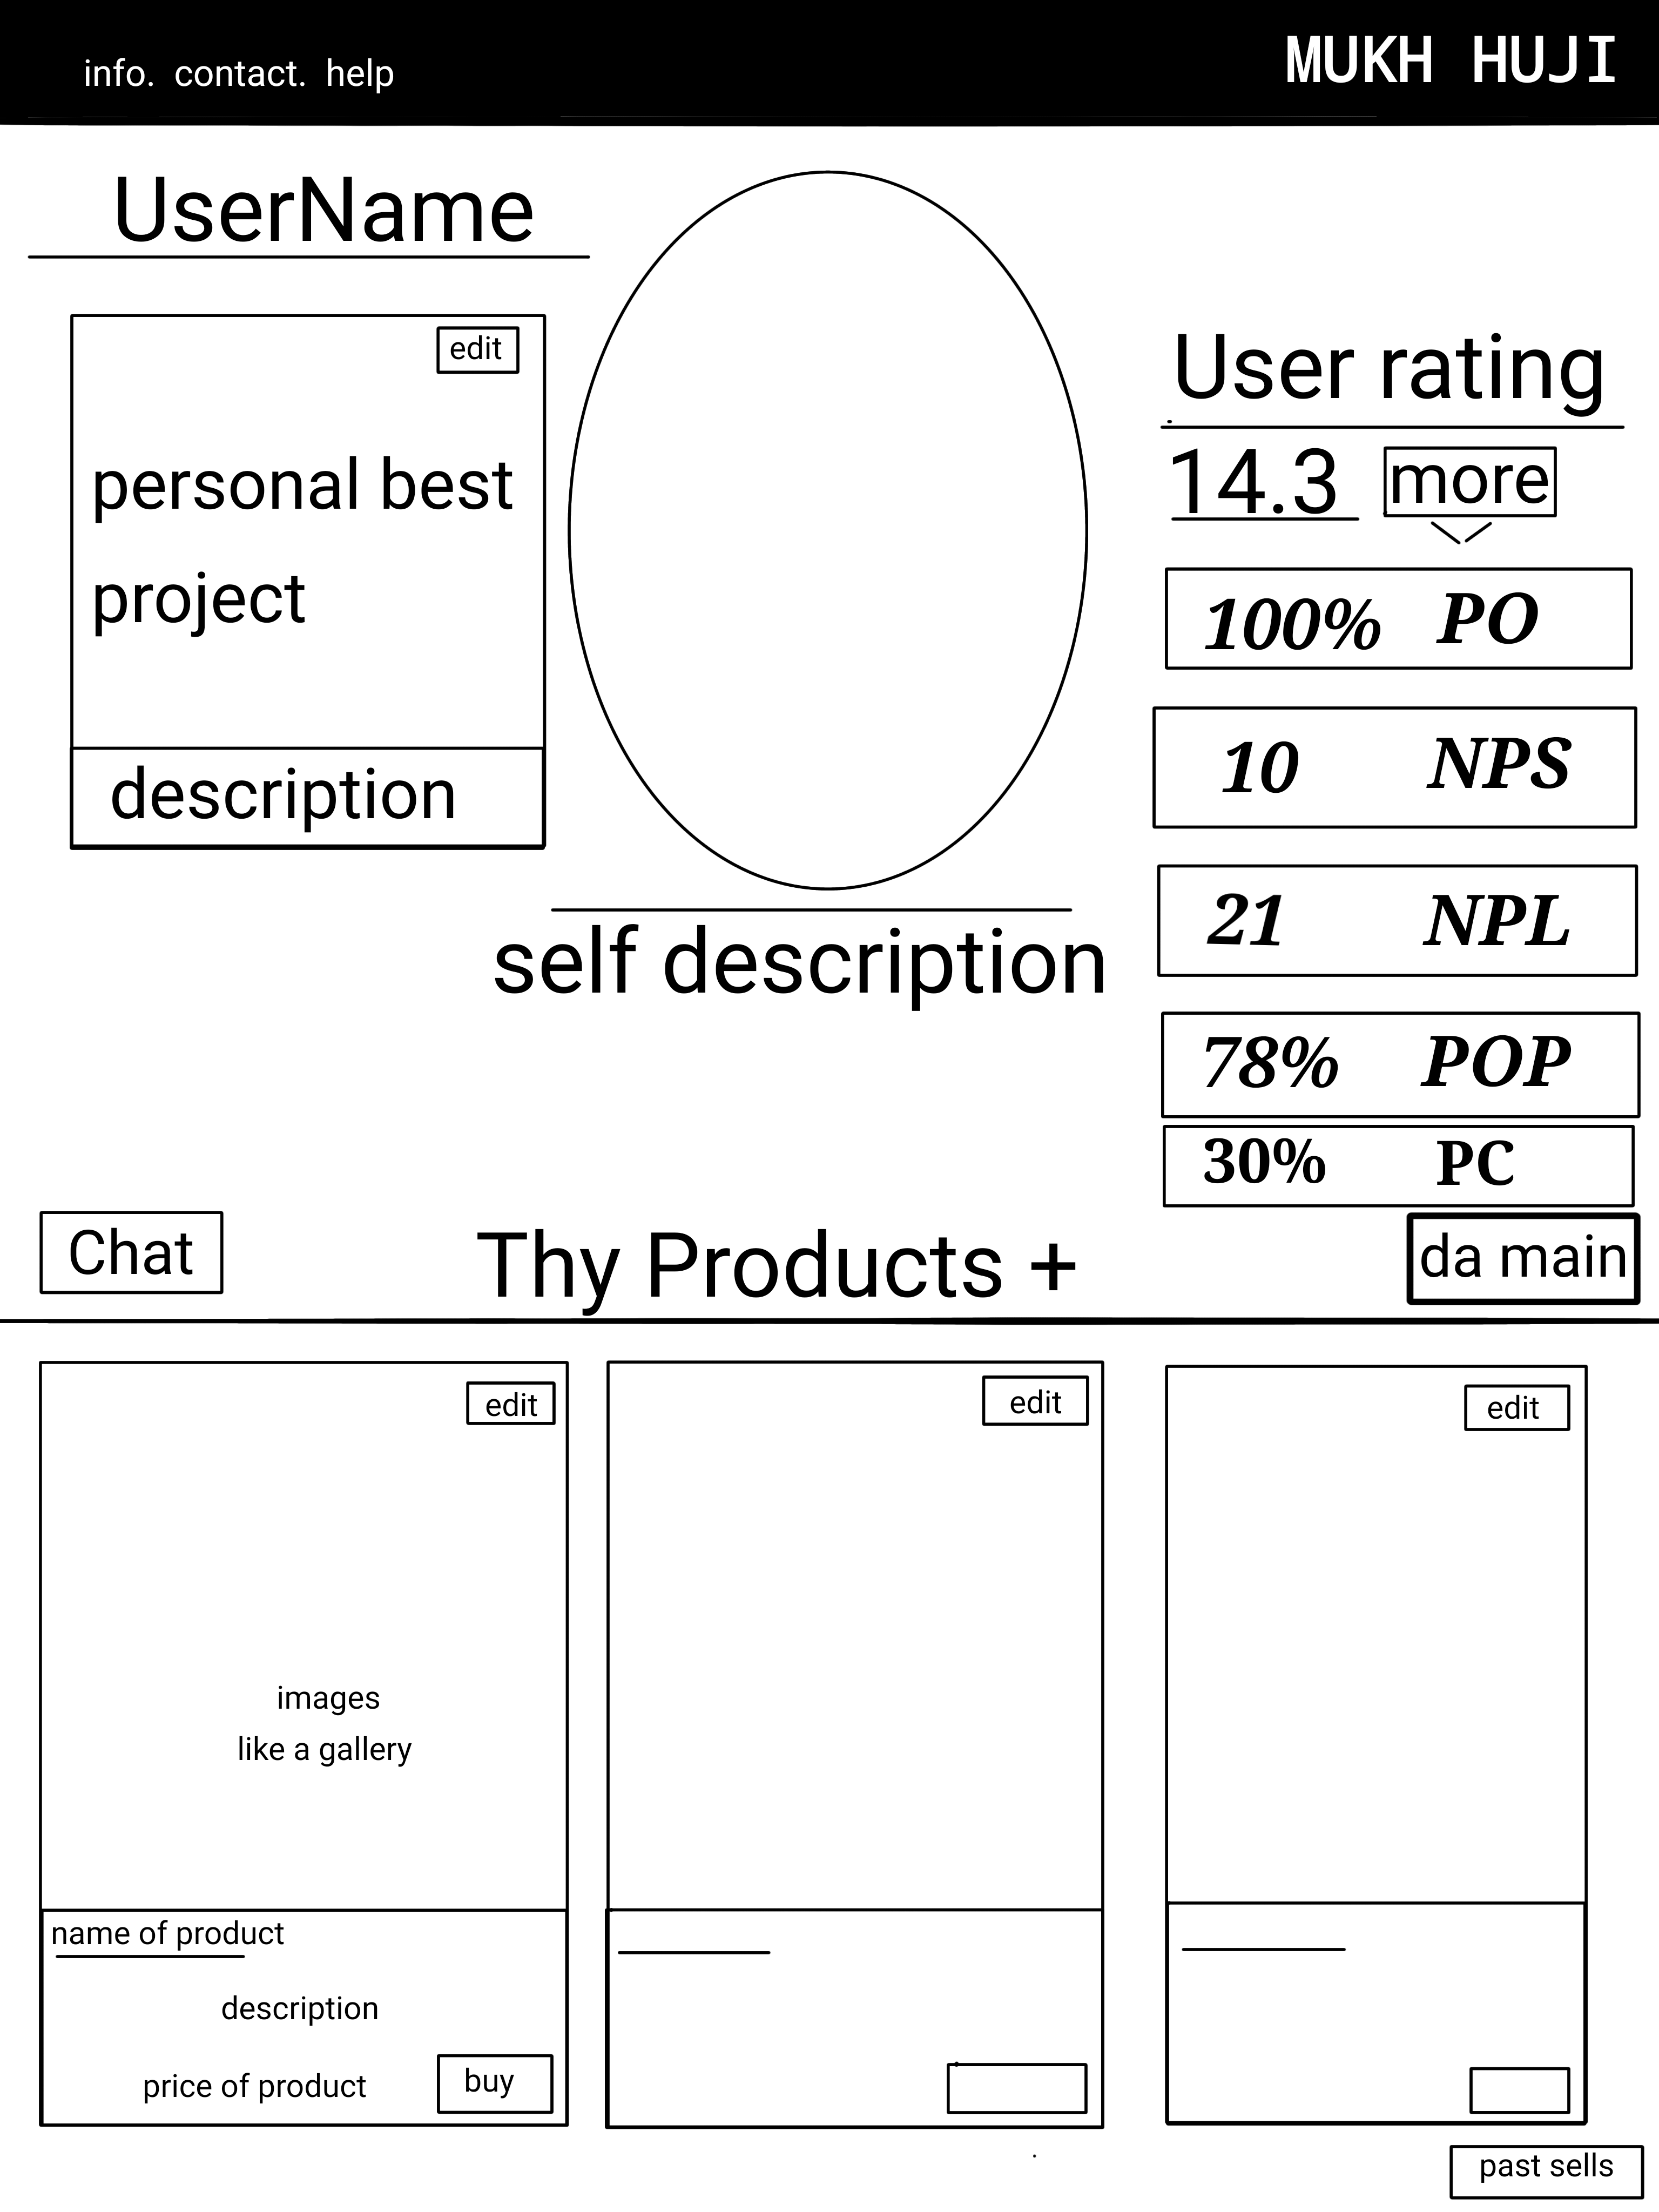 info. contact. help
MUKH HUJI
UserName
edit
personal best
project
description
self description
User rating
14.3 more
100% PO
10 NPS
21 NPL
78% POP
30% PC
Chat
Thy Products +
da main
edit
images
like a gallery
name of product
description
price of product
buy
edit
edit
past sells